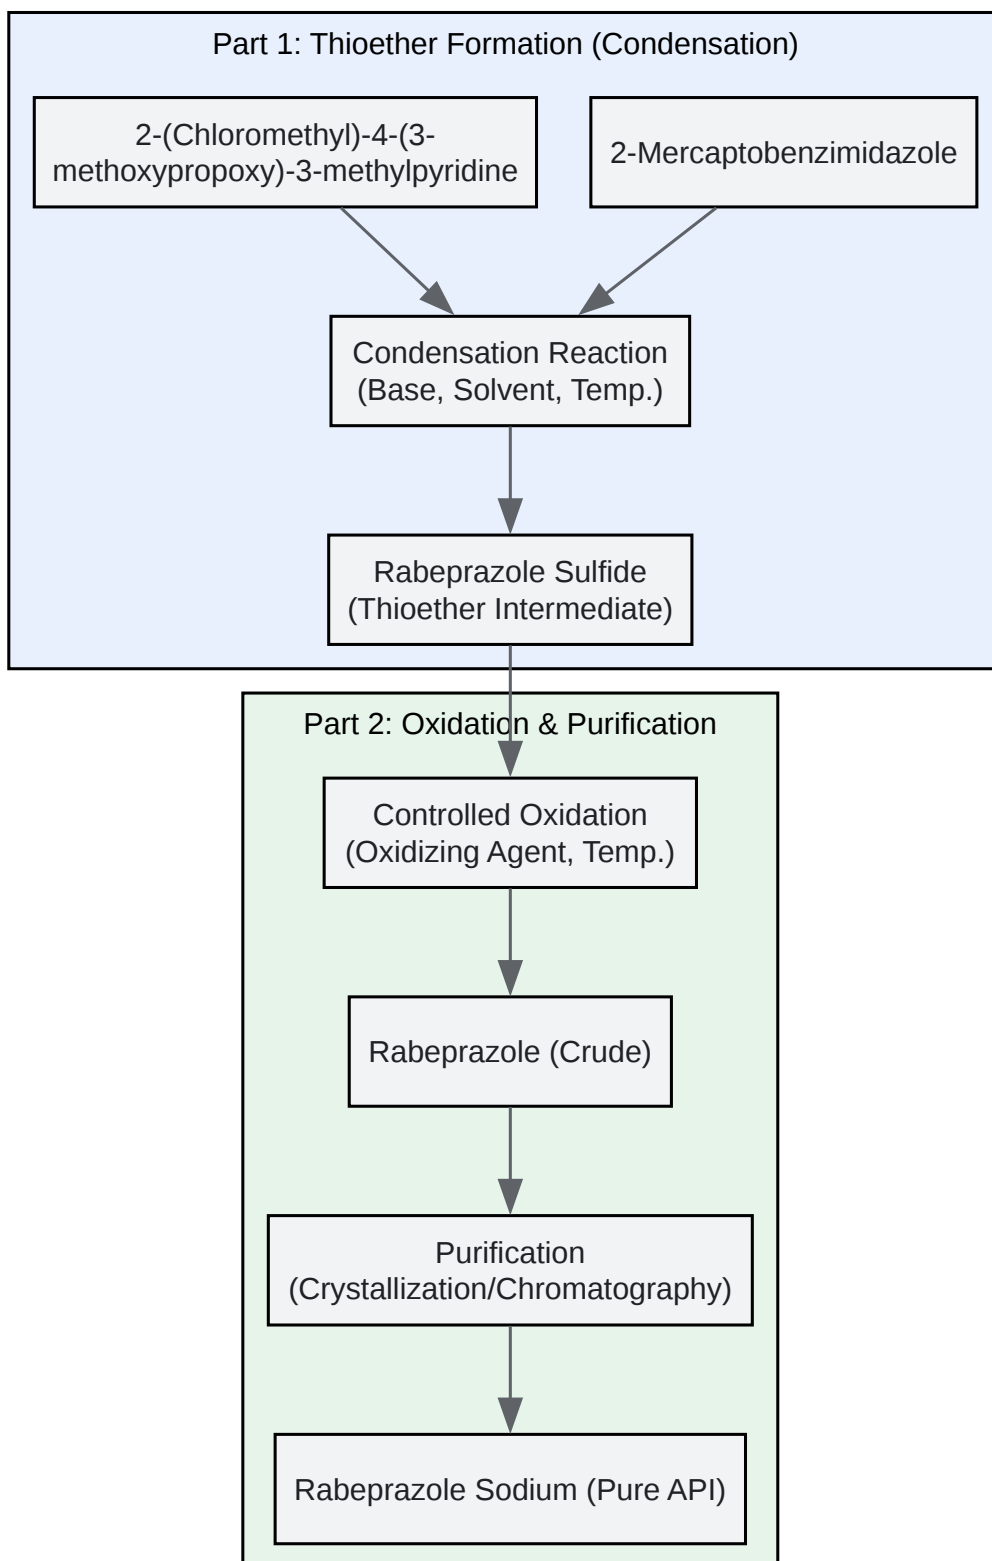 Part 1: Thioether Formation (Condensation)
2-(Chloromethyl)-4-(3-
methoxypropoxy)-3-methylpyridine
2-Mercaptobenzimidazole
Condensation Reaction
(Base, Solvent, Temp.)
Rabeprazole Sulfide
(Thioether Intermediate)
Part 2: Oxidation & Purification
Controlled Oxidation
(Oxidizing Agent, Temp.)
Rabeprazole (Crude)
Purification
(Crystallization/Chromatography)
Rabeprazole Sodium (Pure API)